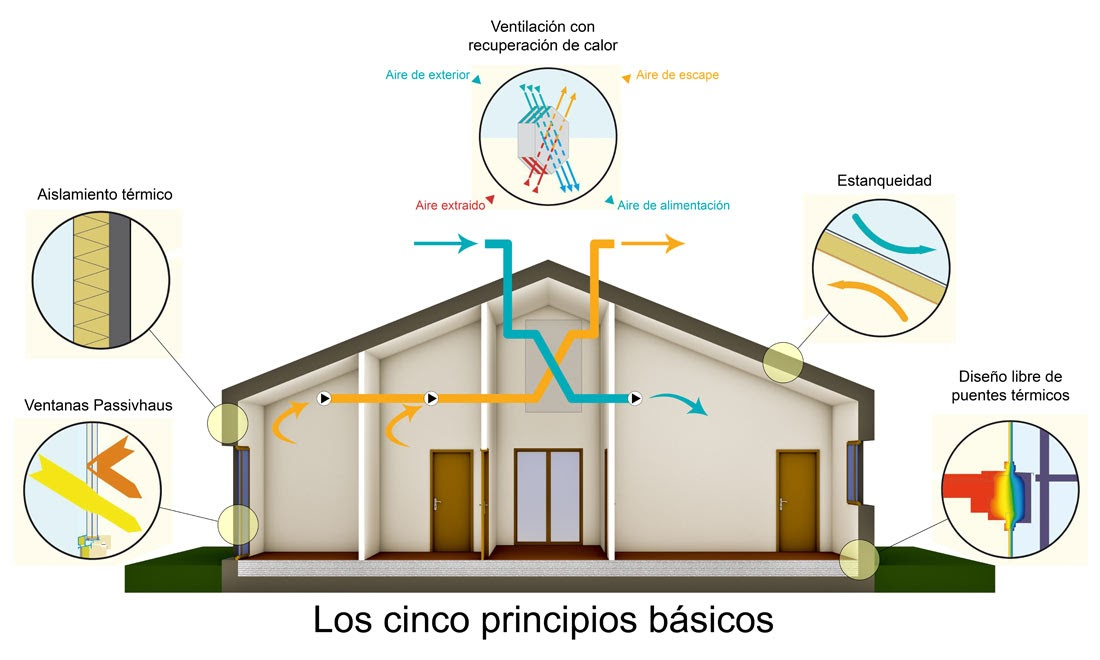 Ventilación con
recuperación de calor
Aire de exterior
Aire de escape
Aire extraido
Aire de alimentación
Aislamiento térmico
Estanqueidad
Ventanas Passivhaus
Diseño libre de
puentes térmicos
Los cinco principios básicos